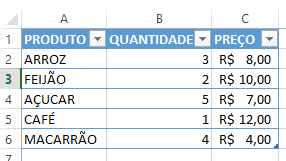 A B C
1 PRODUTO QUANTIDADE PREÇO
2 ARROZ 3 R$ 8,00
3 FEIJÃO 2 R$ 10,00
4 AÇUCAR 5 R$ 7,00
5 CAFÉ 1 R$ 12,00
6 MACARRÃO 4 R$ 4,00
7